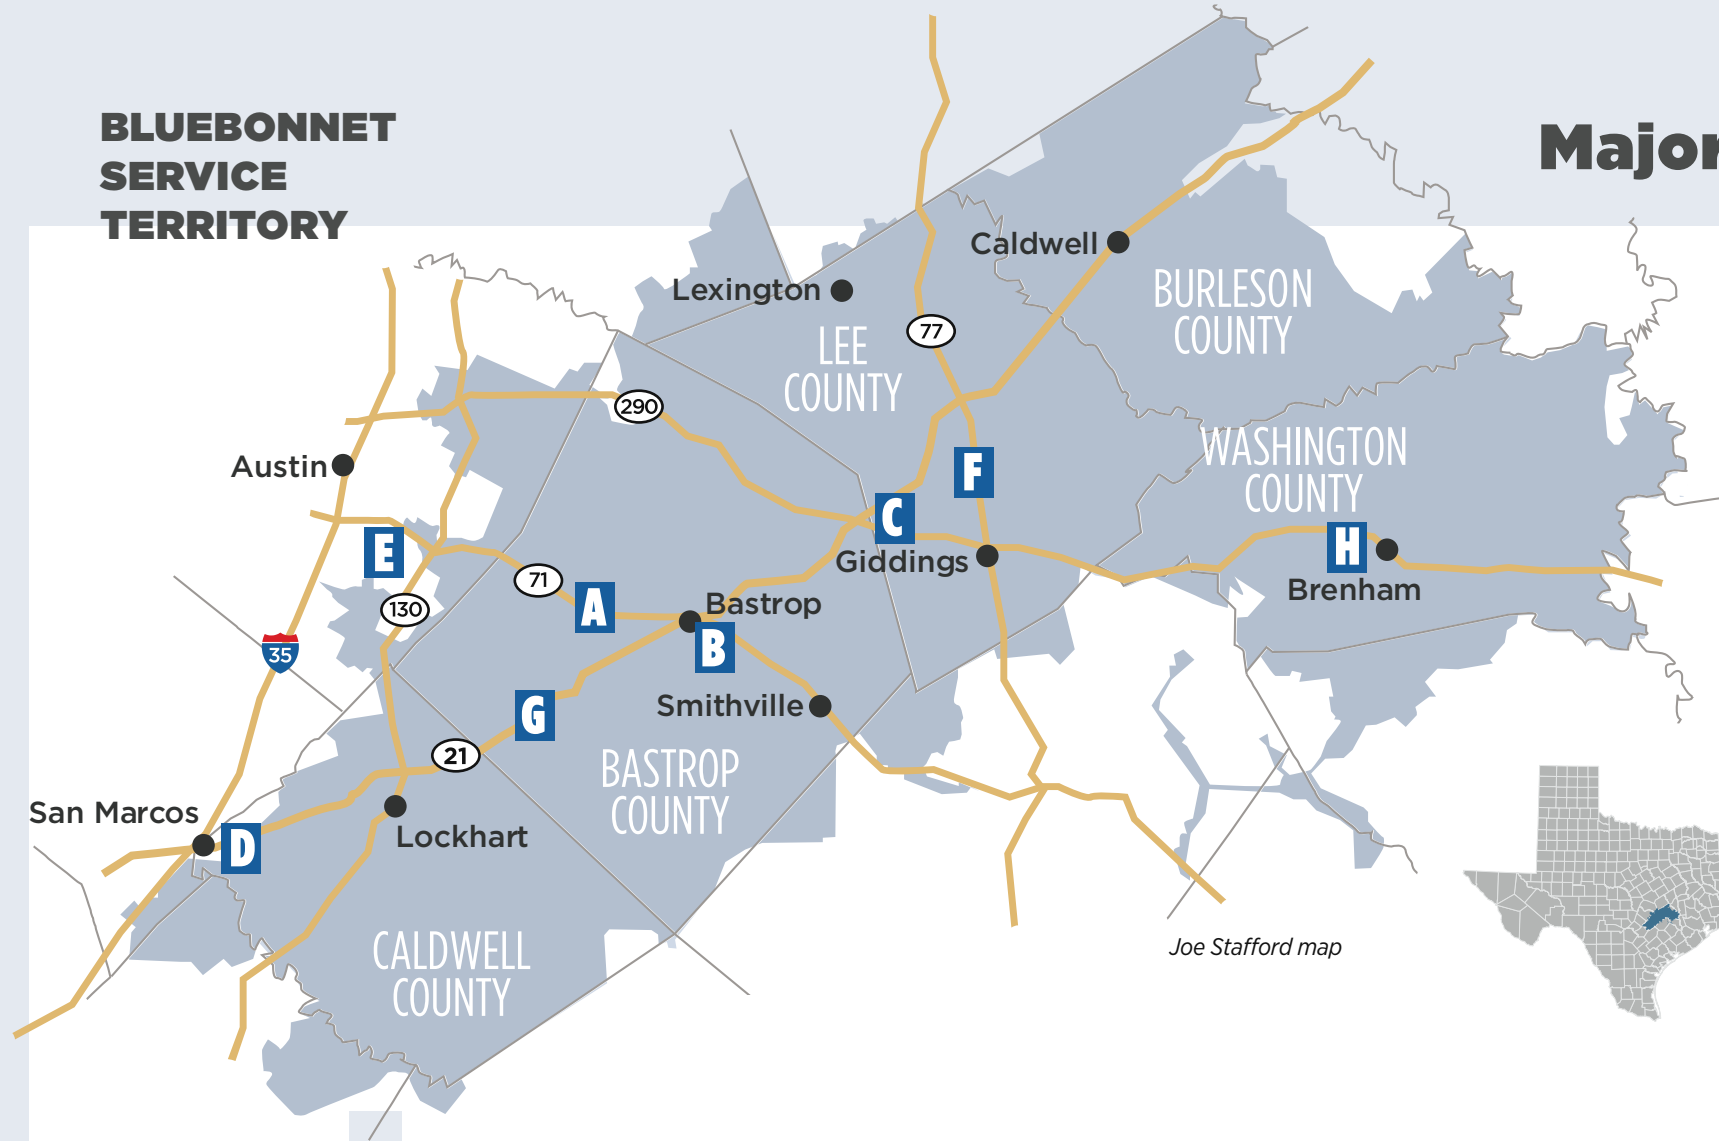 BLUEBONNET
SERVICE
TERRITORY
Major
Caldwell
Lexington
BURLESON
COUNTY
77
LEE
COUNTY
290
WASHINGTON
COUNTY
Austin
F
C
E
H
Giddings
Brenham
71
A
130
Bastrop
B
35
Smithville
G
21
BASTROP
COUNTY
San Marcos
Lockhart
D
CALDWELL
COUNTY
Joe Stafford map